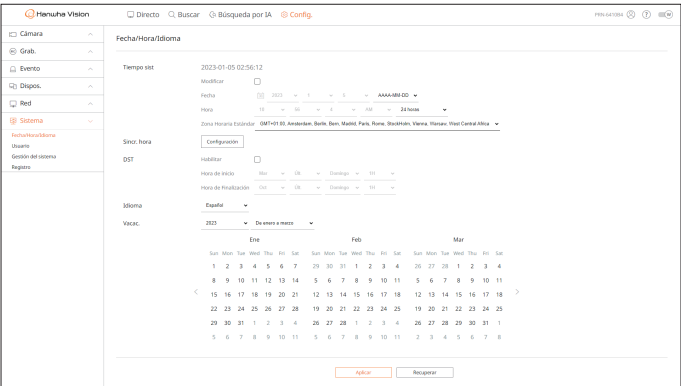 Hanwha Vision Directo Buscar Búsqueda por IA Config. PRN-6410DB4
Cámara
Grab.
Evento
Dispos.
Red
Sistema
Fecha/Hora/Idioma
Usuario
Gestión del sistema
Registro
Fecha/Hora/Idioma
Tiempo sist 2023-01-05 02:56:12
Modificar
Fecha 2023 1 5 AAAA-MM-DD
Hora AM 24 horas
Zona Horaria Estándar GMT+01:00. Amsterdam, Berlin, Bern, Madrid, Paris, Rome, Stockholm, Vienna, Warsaw, West Central Africa
Sincr. hora Configuración
DST Habilitar
Hora de Inicio Mar Domingo
Hora de Finalización Domingo
Idioma Español
Vacac. 2023 De enero a marzo
Ene Feb Mar
Sun Mon Tue Wed Thu Fri Sat Sun Mon Tue Wed Thu Fri Sat Sun Mon Tue Wed Thu Fri Sat
1 2 3 4 5 6 7 29 30 31 1 2 3 4 26 27 28 1 2 3 4
8 9 10 11 12 13 14 5 6 7 8 9 10 11 5 6 7 8 9 10 11
15 16 17 18 19 20 21 12 13 14 15 16 17 18 12 13 14 15 16 17 18
22 23 24 25 26 27 28 19 20 21 22 23 24 25 19 20 21 22 23 24 25
29 30 31 1 2 3 4 26 27 28 1 2 3 4 26 27 28 29 30 31 1
5 6 7 8 9 10 11 5 6 7 8 9 10 11 2 3 4 5 6 7 8
Aplicar Recuperar